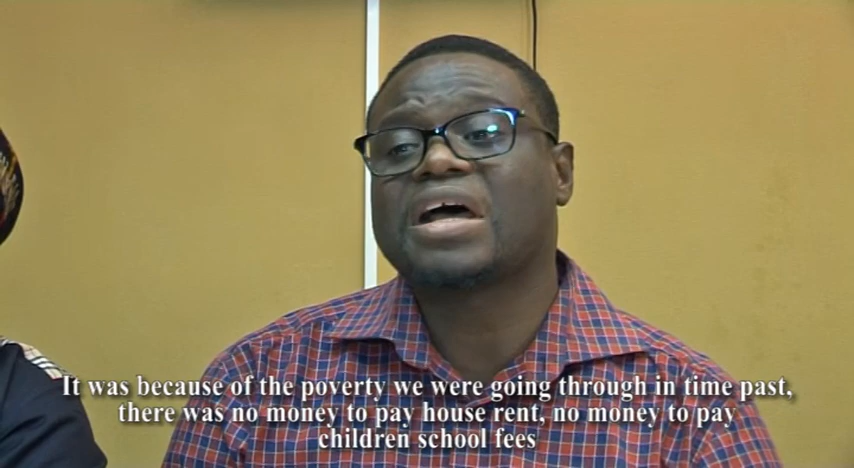 It was because of the poverty we were going through in time past,
there was no money to pay house rent, no money to pay
children school fees